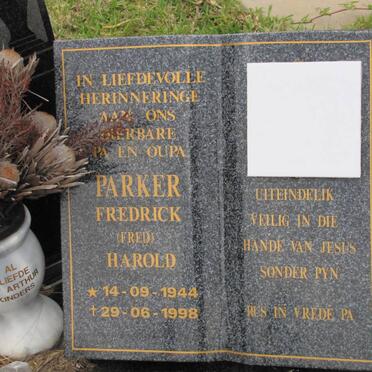 IN LIEFDEVOLLE
HERINNERINGE
AAN ONS
DIERBARE
PA EN OUPA
PARKER
FREDRICK
(FRED)
HAROLD
★ 14-09-1944
† 29-06-1998
UITEINDELIK
VEILIG IN DIE
HANDE VAN JESUS
SONDER PYN
RUS IN VREDE PA
AL
LIEFDE
ARTHUR
KINDERS